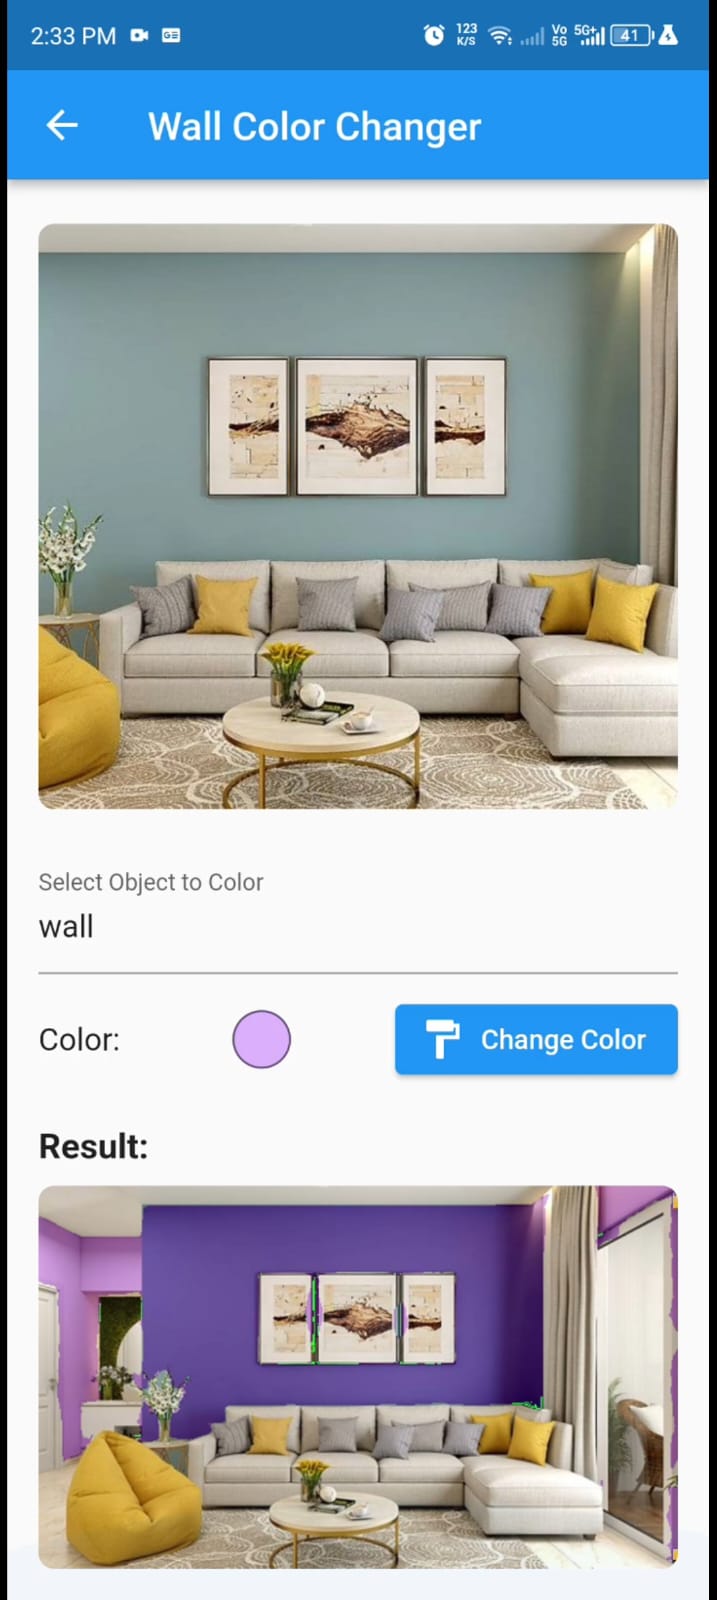 2:33 PM
GE
123
K/S
Vo
5G
5G+
41
Wall Color Changer
Select Object to Color
wall
Color:
Change Color
Result: